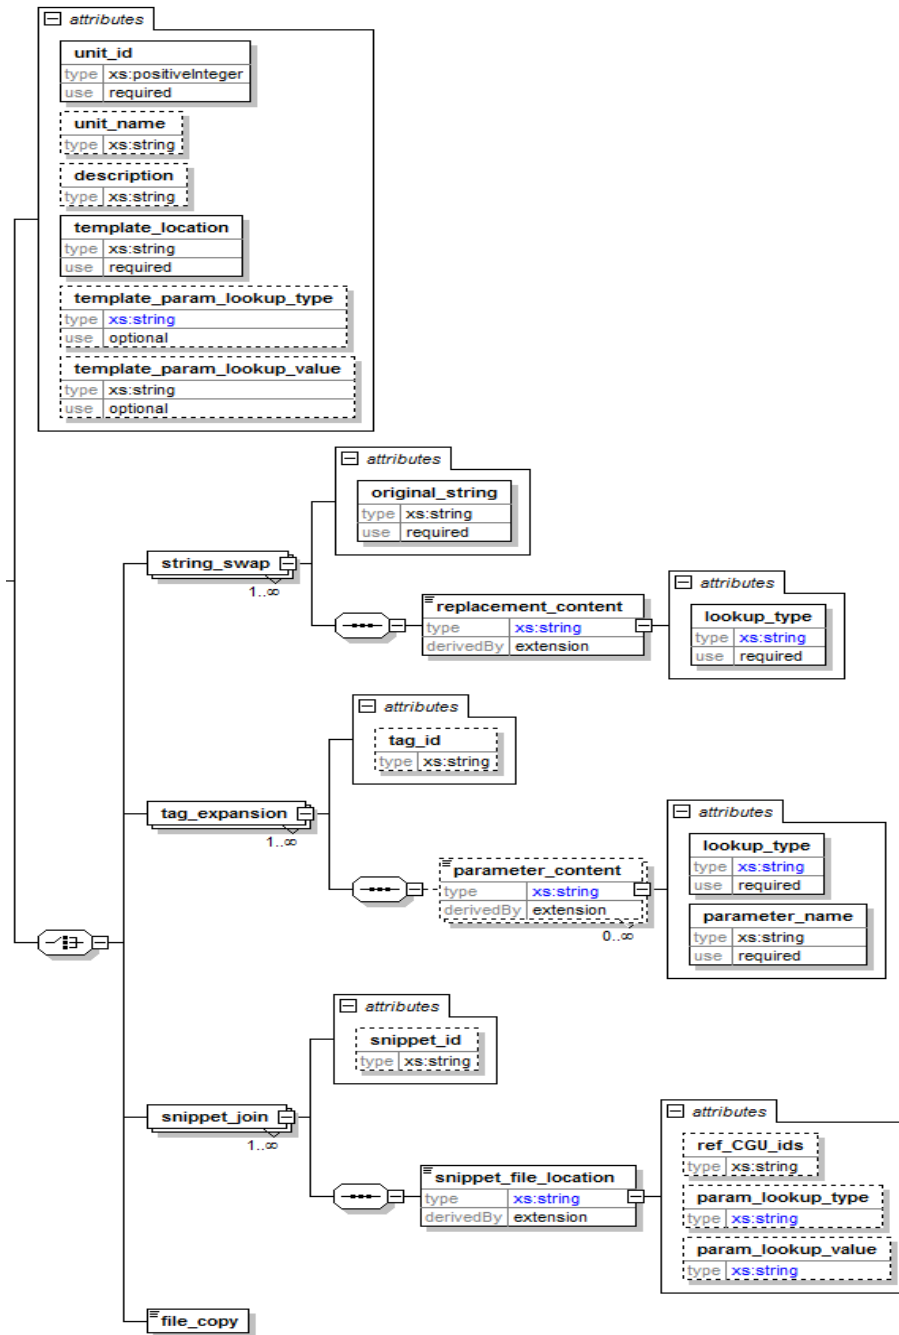 attributes
unit_id
type xs:positiveInteger
use required
unit_name
type xs:string
description
type xs:string
template_location
type xs:string
use required
template_param_lookup_type
type xs:string
use optional
template_param_lookup_value
type xs:string
use optional
attributes
original_string
type xs:string
use required
string_swap
1..∞
replacement_content
type xs:string
derivedBy extension
attributes
lookup_type
type xs:string
use required
attributes
tag_id
type xs:string
tag_expansion
1..∞
parameter_content
type xs:string
derivedBy extension
0..∞
attributes
lookup_type
type xs:string
use required
parameter_name
type xs:string
use required
attributes
snippet_id
type xs:string
snippet_join
1..∞
snippet_file_location
type xs:string
derivedBy extension
attributes
ref_CGU_ids
type xs:string
param_lookup_type
type xs:string
param_lookup_value
type xs:string
file_copy